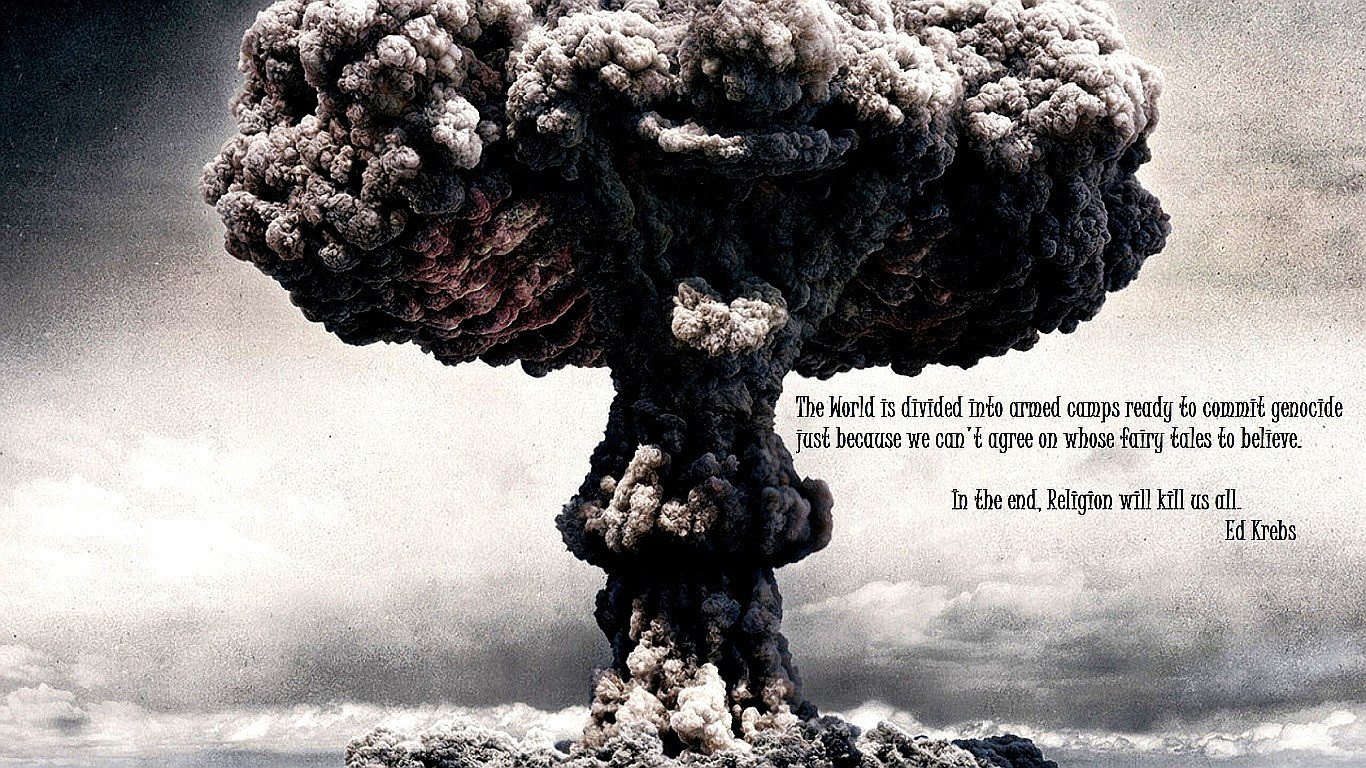 The World is divided into armed camps ready to commit genocide
just because we can't agree on whose fairy tales to believe.
In the end, Religion will kill us all.
Ed Krebs